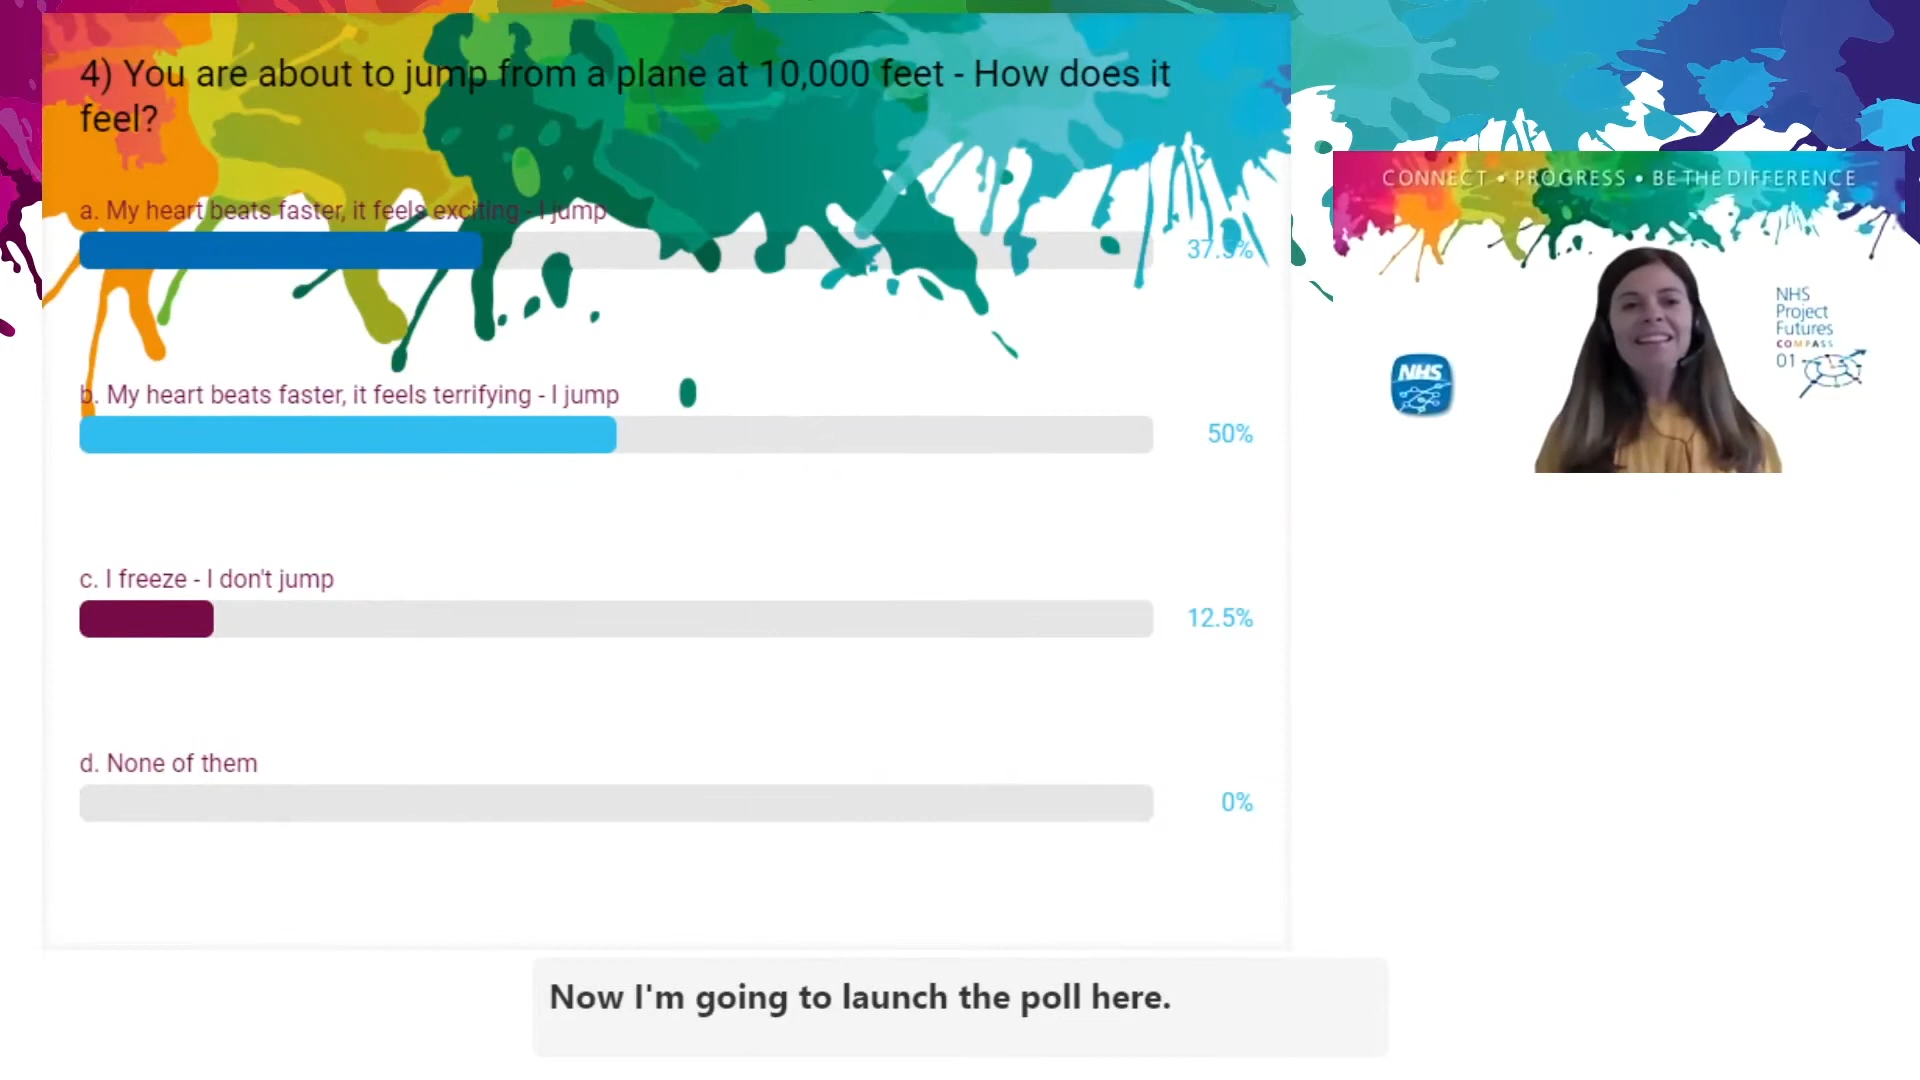 4) You are about to jump from a plane at 10,000 feet - How does it
feel?
a. My heart beats faster, it feels exciting - I jump
37.5%
b. My heart beats faster, it feels terrifying - I jump
50%
c. I freeze - I don't jump
12.5%
d. None of them
0%
CONNECT • PROGRESS • BE THE DIFFERENCE
NHS
Project
Futures
COMPASS
01
NHS
Now I'm going to launch the poll here.